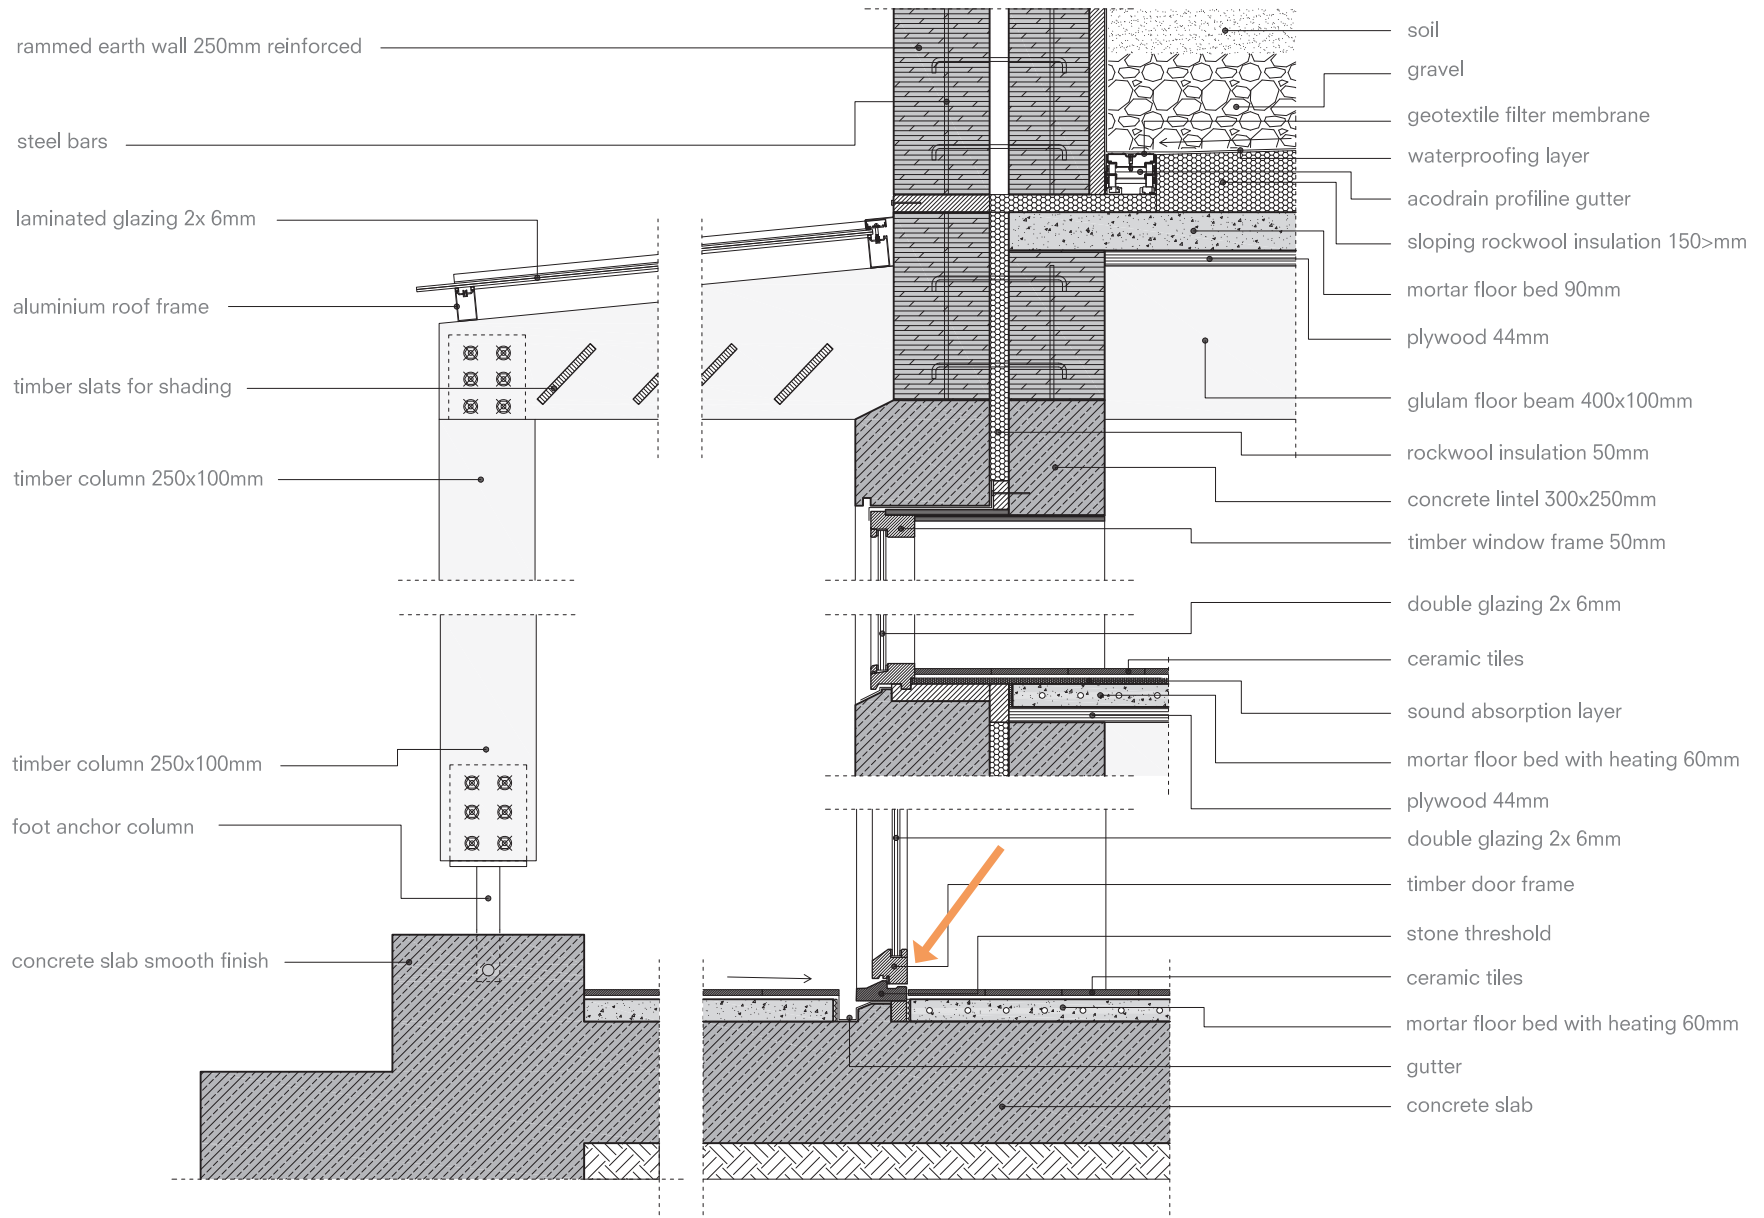 rammed earth wall 250mm reinforced
steel bars
laminated glazing 2x 6mm
aluminium roof frame
timber slats for shading
timber column 250x100mm
timber column 250x100mm
foot anchor column
concrete slab smooth finish
soil
gravel
geotextile filter membrane
waterproofing layer
acodrain profiline gutter
sloping rockwool insulation 150>mm
mortar floor bed 90mm
plywood 44mm
glulam floor beam 400x100mm
rockwool insulation 50mm
concrete lintel 300x250mm
timber window frame 50mm
double glazing 2x 6mm
ceramic tiles
sound absorption layer
mortar floor bed with heating 60mm
plywood 44mm
double glazing 2x 6mm
timber door frame
stone threshold
ceramic tiles
mortar floor bed with heating 60mm
gutter
concrete slab